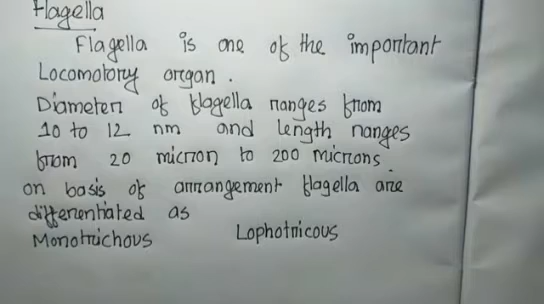 Flagella
Flagella is one of the important
Locomotory organ.
Diameter of flagella ranges from
10 to 12 nm and length ranges
from 20 micron to 200 microns.
on basis of arrangement flagella are
differentiated as
Monotrichous Lophotricous